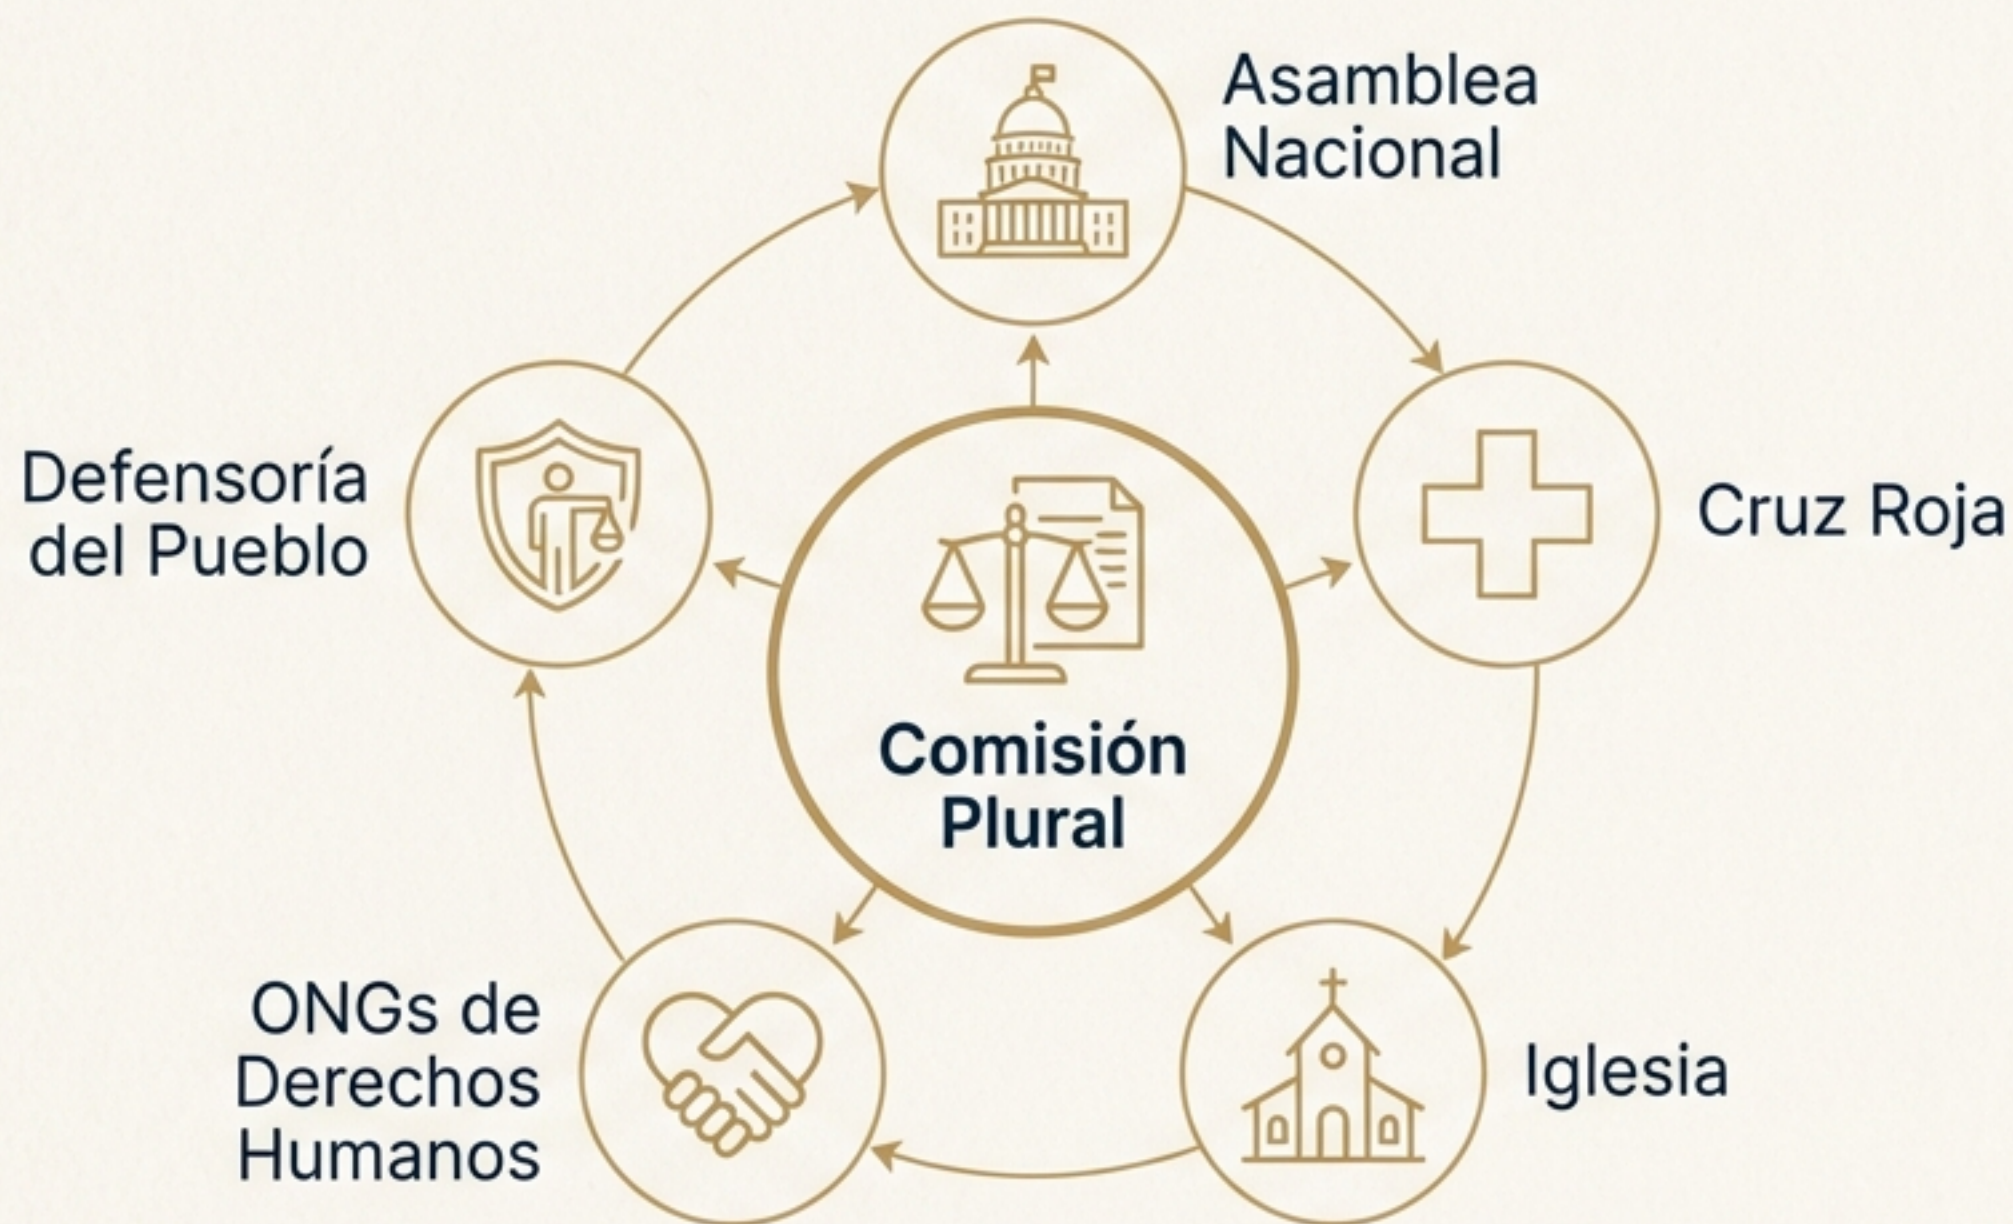 Asamblea
Nacional
Defensoría
del Pueblo
Cruz Roja
Comisión
Plural
ONGs de
Derechos
Humanos
Iglesia